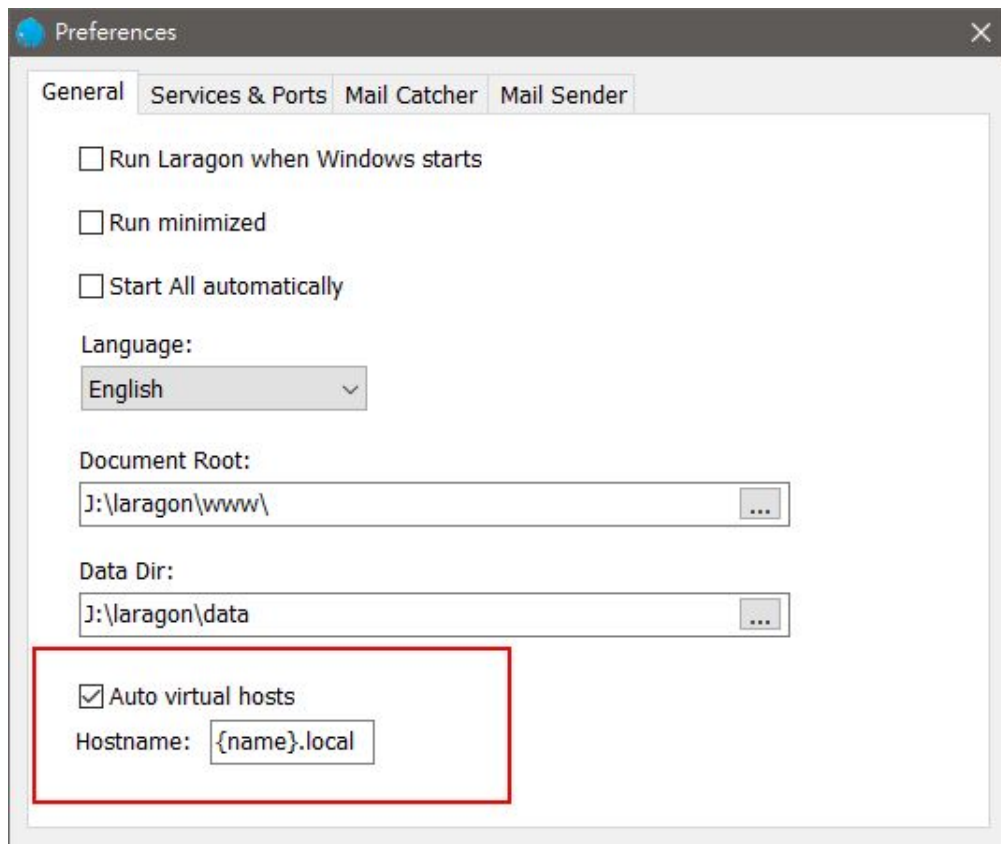 Preferences
General Services & Ports Mail Catcher Mail Sender
Run Laragon when Windows starts
Run minimized
Start All automatically
Language:
English
Document Root:
J:\laragon\www\
...
Data Dir:
J:\laragon\data
...
Auto virtual hosts
Hostname: {name}.local